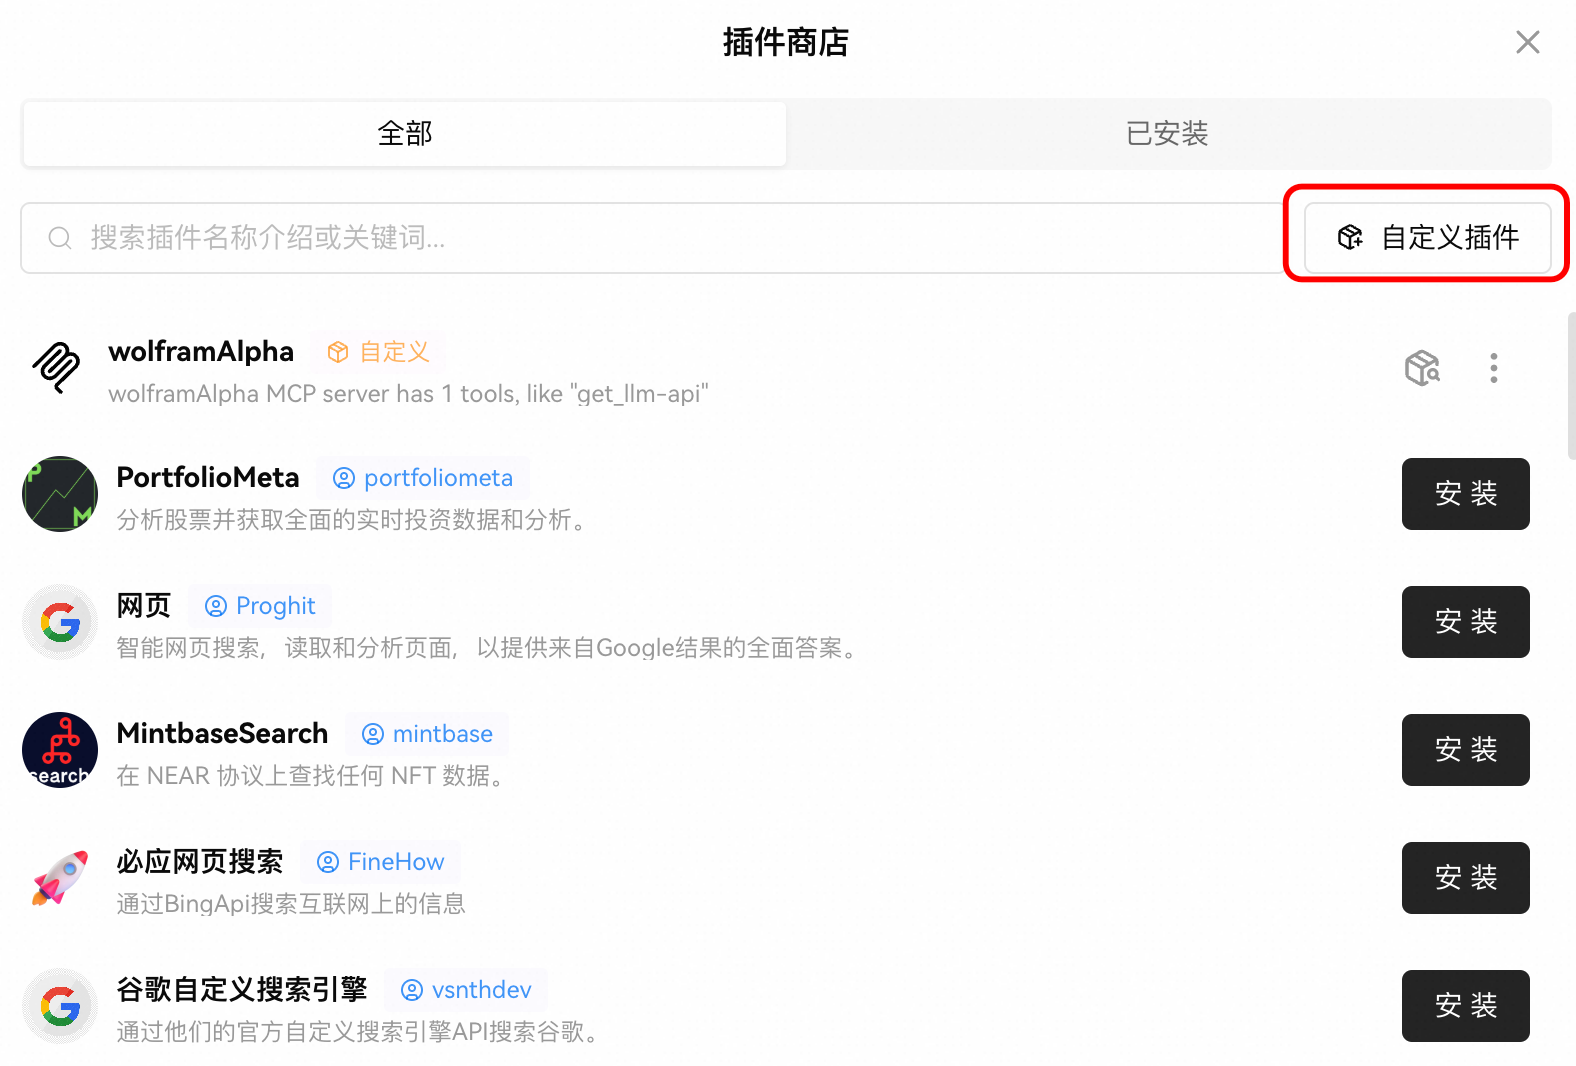 插件商店
全部
已安装
搜索插件名称介绍或关键词...
自定义插件
wolframAlpha 自定义
wolframAlpha MCP server has 1 tools, like "get_llm-api"
P
M
PortfolioMeta portfoliometa
分析股票并获取全面的实时投资数据和分析。
安 装
网页 Proghit
智能网页搜索，读取和分析页面，以提供来自Google结果的全面答案。
安 装
search
MintbaseSearch mintbase
在 NEAR 协议上查找任何 NFT 数据。
安 装
必应网页搜索 FineHow
通过BingApi搜索互联网上的信息
安 装
谷歌自定义搜索引擎 vsnthdev
通过他们的官方自定义搜索引擎API搜索谷歌。
安 装